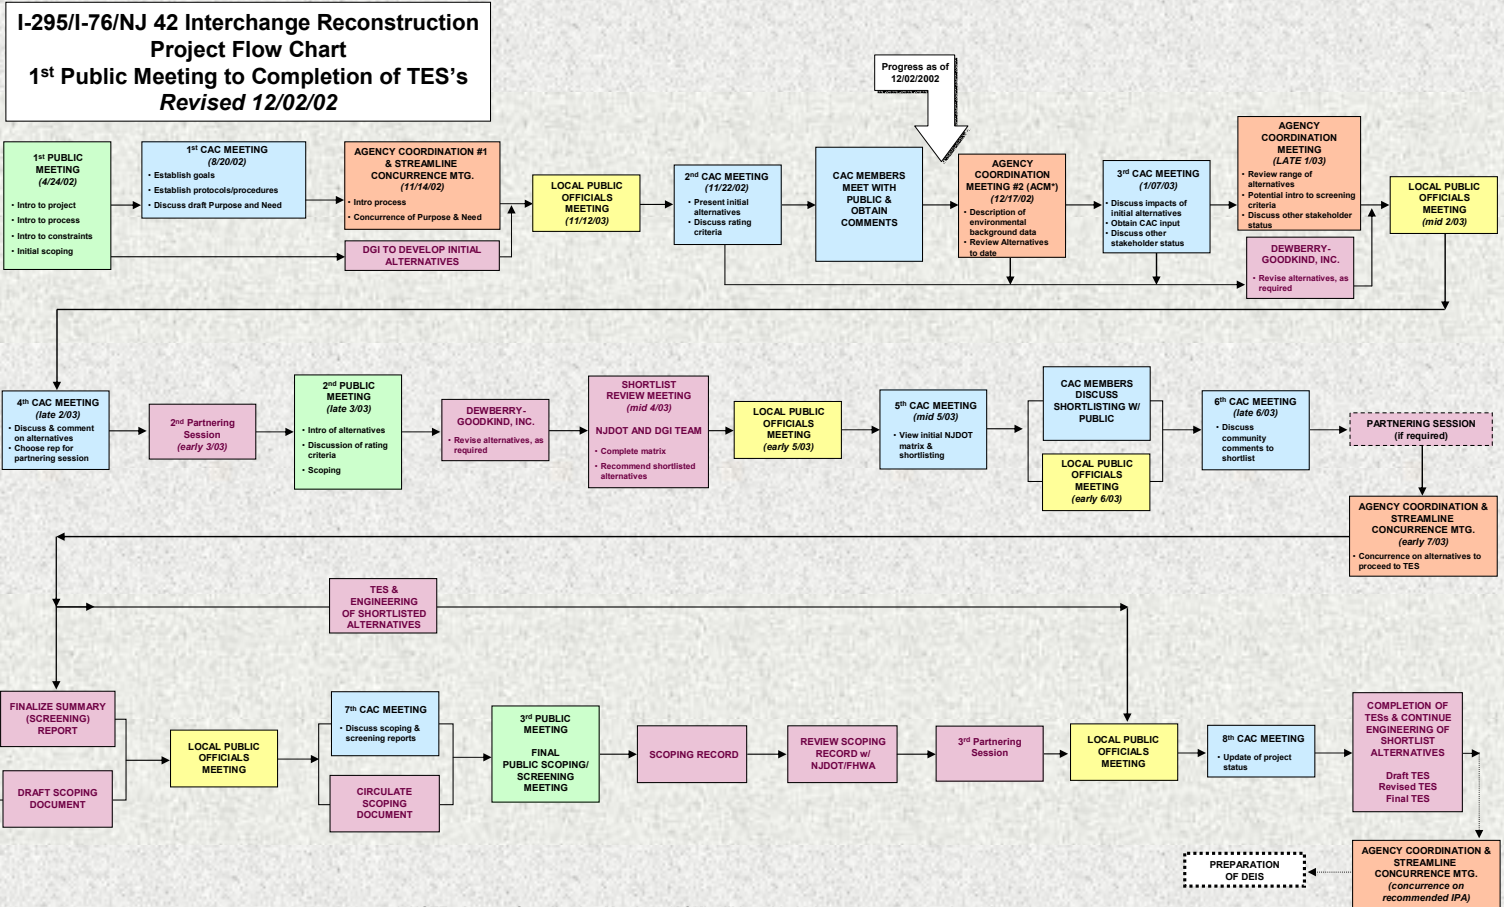 I-295/I-76/NJ 42 Interchange Reconstruction
Project Flow Chart
1st Public Meeting to Completion of TES's
Revised 12/02/02
Progress as of
12/02/2002
1st PUBLIC
MEETING
(4/24/02)
• Intro to project
• Intro to process
• Intro to constraints
• Initial scoping
1st CAC MEETING
(8/20/02)
• Establish goals
• Establish protocols/procedures
• Discuss draft Purpose and Need
AGENCY COORDINATION #1
& STREAMLINE
CONCURRENCE MTG.
(11/14/02)
• Intro process
• Concurrence of Purpose & Need
DGI TO DEVELOP INITIAL
ALTERNATIVES
LOCAL PUBLIC
OFFICIALS
MEETING
(11/12/03)
2nd CAC MEETING
(11/22/02)
• Present initial
alternatives
• Discuss rating
criteria
CAC MEMBERS
MEET WITH
PUBLIC &
OBTAIN
COMMENTS
AGENCY
COORDINATION
MEETING #2 (ACM*)
(12/17/02)
• Description of
environmental
background data
• Review Alternatives
to date
3rd CAC MEETING
(1/07/03)
• Discuss impacts of
initial alternatives
• Obtain CAC input
• Discuss other
stakeholder status
AGENCY
COORDINATION
MEETING
(LATE 1/03)
• Review range of
alternatives
• Potential intro to screening
criteria
• Discuss other stakeholder
status
DEWBERRY-
GOODKIND, INC.
• Revise alternatives, as
required
LOCAL PUBLIC
OFFICIALS
MEETING
(mid 2/03)
4th CAC MEETING
(late 2/03)
• Discuss & comment
on alternatives
• Choose rep for
partnering session
2nd Partnering
Session
(early 3/03)
2nd PUBLIC
MEETING
(late 3/03)
• Intro of alternatives
• Discussion of rating
criteria
• Scoping
DEWBERRY-
GOODKIND, INC.
• Revise alternatives, as
required
SHORTLIST
REVIEW MEETING
(mid 4/03)
NJDOT AND DGI TEAM
• Complete matrix
• Recommend shortlisted
alternatives
LOCAL PUBLIC
OFFICIALS
MEETING
(early 5/03)
5th CAC MEETING
(mid 5/03)
• View initial NJDOT
matrix &
shortlisting
CAC MEMBERS
DISCUSS
SHORTLISTING W/
PUBLIC
LOCAL PUBLIC
OFFICIALS
MEETING
(early 6/03)
6th CAC MEETING
(late 6/03)
• Discuss
community
comments to
shortlist
PARTNERING SESSION
(if required)
AGENCY COORDINATION &
STREAMLINE
CONCURRENCE MTG.
(early 7/03)
• Concurrence on alternatives to
proceed to TES
TES &
ENGINEERING
OF SHORTLISTED
ALTERNATIVES
FINALIZE SUMMARY
(SCREENING)
REPORT
DRAFT SCOPING
DOCUMENT
LOCAL PUBLIC
OFFICIALS
MEETING
7th CAC MEETING
• Discuss scoping &
screening reports
CIRCULATE
SCOPING
DOCUMENT
3rd PUBLIC
MEETING
FINAL
PUBLIC SCOPING/
SCREENING
MEETING
SCOPING RECORD
REVIEW SCOPING
RECORD w/
NJDOT/FHWA
3rd Partnering
Session
LOCAL PUBLIC
OFFICIALS
MEETING
8th CAC MEETING
• Update of project
status
COMPLETION OF
TESs & CONTINUE
ENGINEERING OF
SHORTLIST
ALTERNATIVES
Draft TES
Revised TES
Final TES
AGENCY COORDINATION &
STREAMLINE
CONCURRENCE MTG.
(concurrence on
recommended IPA)
PREPARATION
OF DEIS